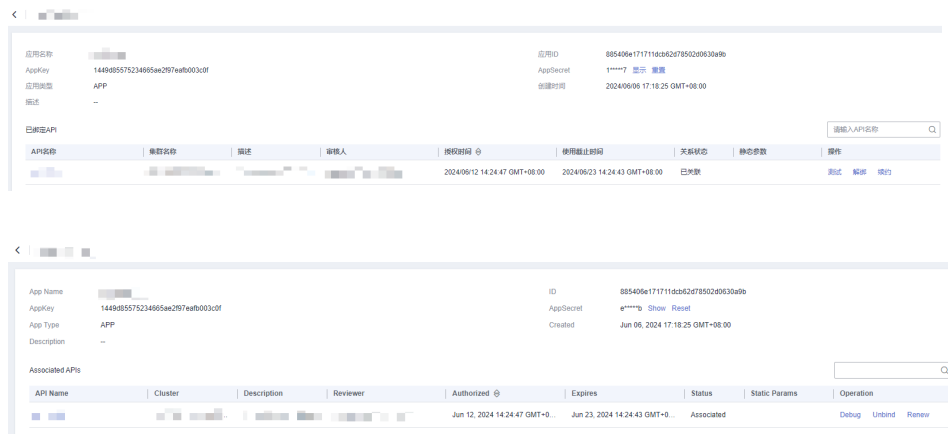 应用名称
应用ID 885406e171711dcb62d78502d0630a9b
AppKey 1449d85575234665ae2f97eafb003c0f
AppSecret 1*****7 显示 重置
应用类型 APP
创建时间 2024/06/06 17:18:25 GMT+08:00
描述 --
已绑定API
请输入API名称
API名称 集群名称 描述 审核人 授权时间 使用截止时间 关系状态 静态参数 操作
2024/06/12 14:24:47 GMT+08:00 2024/06/23 14:24:43 GMT+08:00 已关联 测试 解绑 续约
App Name
ID 885406e171711dcb62d78502d0630a9b
AppKey 1449d85575234665ae2f97eafb003c0f
AppSecret e*****b Show Reset
App Type APP
Created Jun 06, 2024 17:18:25 GMT+08:00
Description --
Associated APIs
API Name Cluster Description Reviewer Authorized Expires Status Static Params Operation
Jun 12, 2024 14:24:47 GMT+0... Jun 23, 2024 14:24:43 GMT+0... Associated Debug Unbind Renew